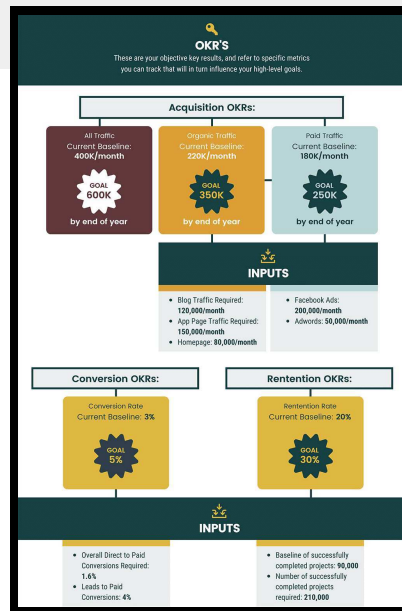 OKR'S
These are your objective key results, and refer to specific metrics
you can track that will in turn influence your high-level goals.
Acquisition OKRs:
All Traffic
Current Baseline:
400K/month
GOAL
600K
by end of year
Organic Traffic
Current Baseline:
220K/month
GOAL
350K
by end of year
Paid Traffic
Current Baseline:
180K/month
GOAL
250K
by end of year
INPUTS
• Blog Traffic Required:
120,000/month
• App Page Traffic Required:
150,000/month
• Homepage: 80,000/month
• Facebook Ads:
200,000/month
• Adwords: 50,000/month
Conversion OKRs:
Conversion Rate
Current Baseline: 3%
GOAL
5%
Rentention OKRs:
Rentention Rate
Current Baseline: 20%
GOAL
30%
INPUTS
• Overall Direct to Paid
Conversions Required:
1.6%
• Leads to Paid
Conversions: 4%
• Baseline of successfully
completed projects: 90,000
• Number of successfully
completed projects
required: 210,000